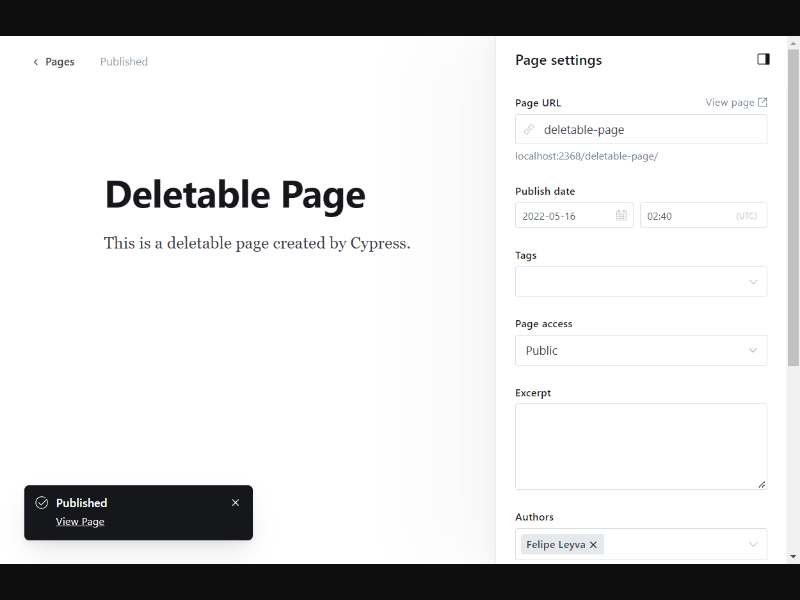 Pages Published
Deletable Page
This is a deletable page created by Cypress.
Published
View Page
Page settings
Page URL View page
deletable-page
localhost:2368/deletable-page/
Publish date
2022-05-16 02:40 (UTC)
Tags
Page access
Public
Excerpt
Authors
Felipe Leyva